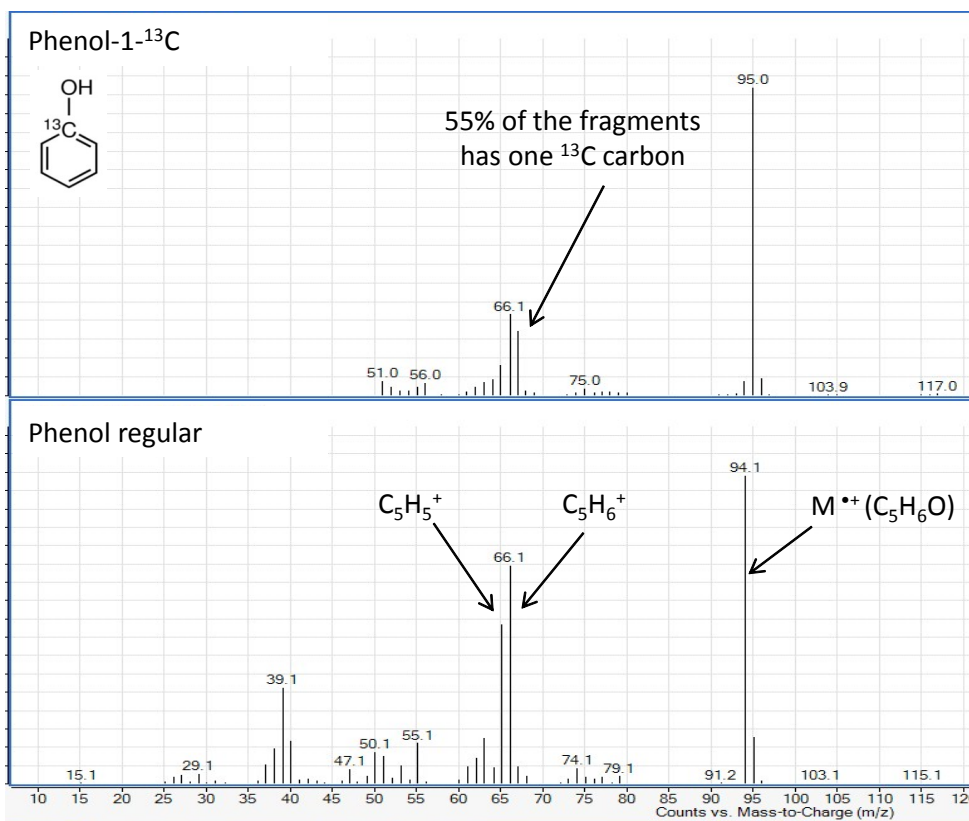 Phenol-1-¹³C
OH
¹³C
55% of the fragments
has one ¹³C carbon
95.0
66.1
51.0
56.0
75.0
103.9
117.0
Phenol regular
C₅H₅⁺
C₅H₆⁺
M•⁺ (C₅H₆O)
94.1
66.1
39.1
15.1
29.1
47.1
50.1
55.1
74.1
79.1
91.2
103.1
115.1
10 15 20 25 30 35 40 45 50 55 60 65 70 75 80 85 90 95 100 105 110 115 12
Counts vs. Mass-to-Charge (m/z)